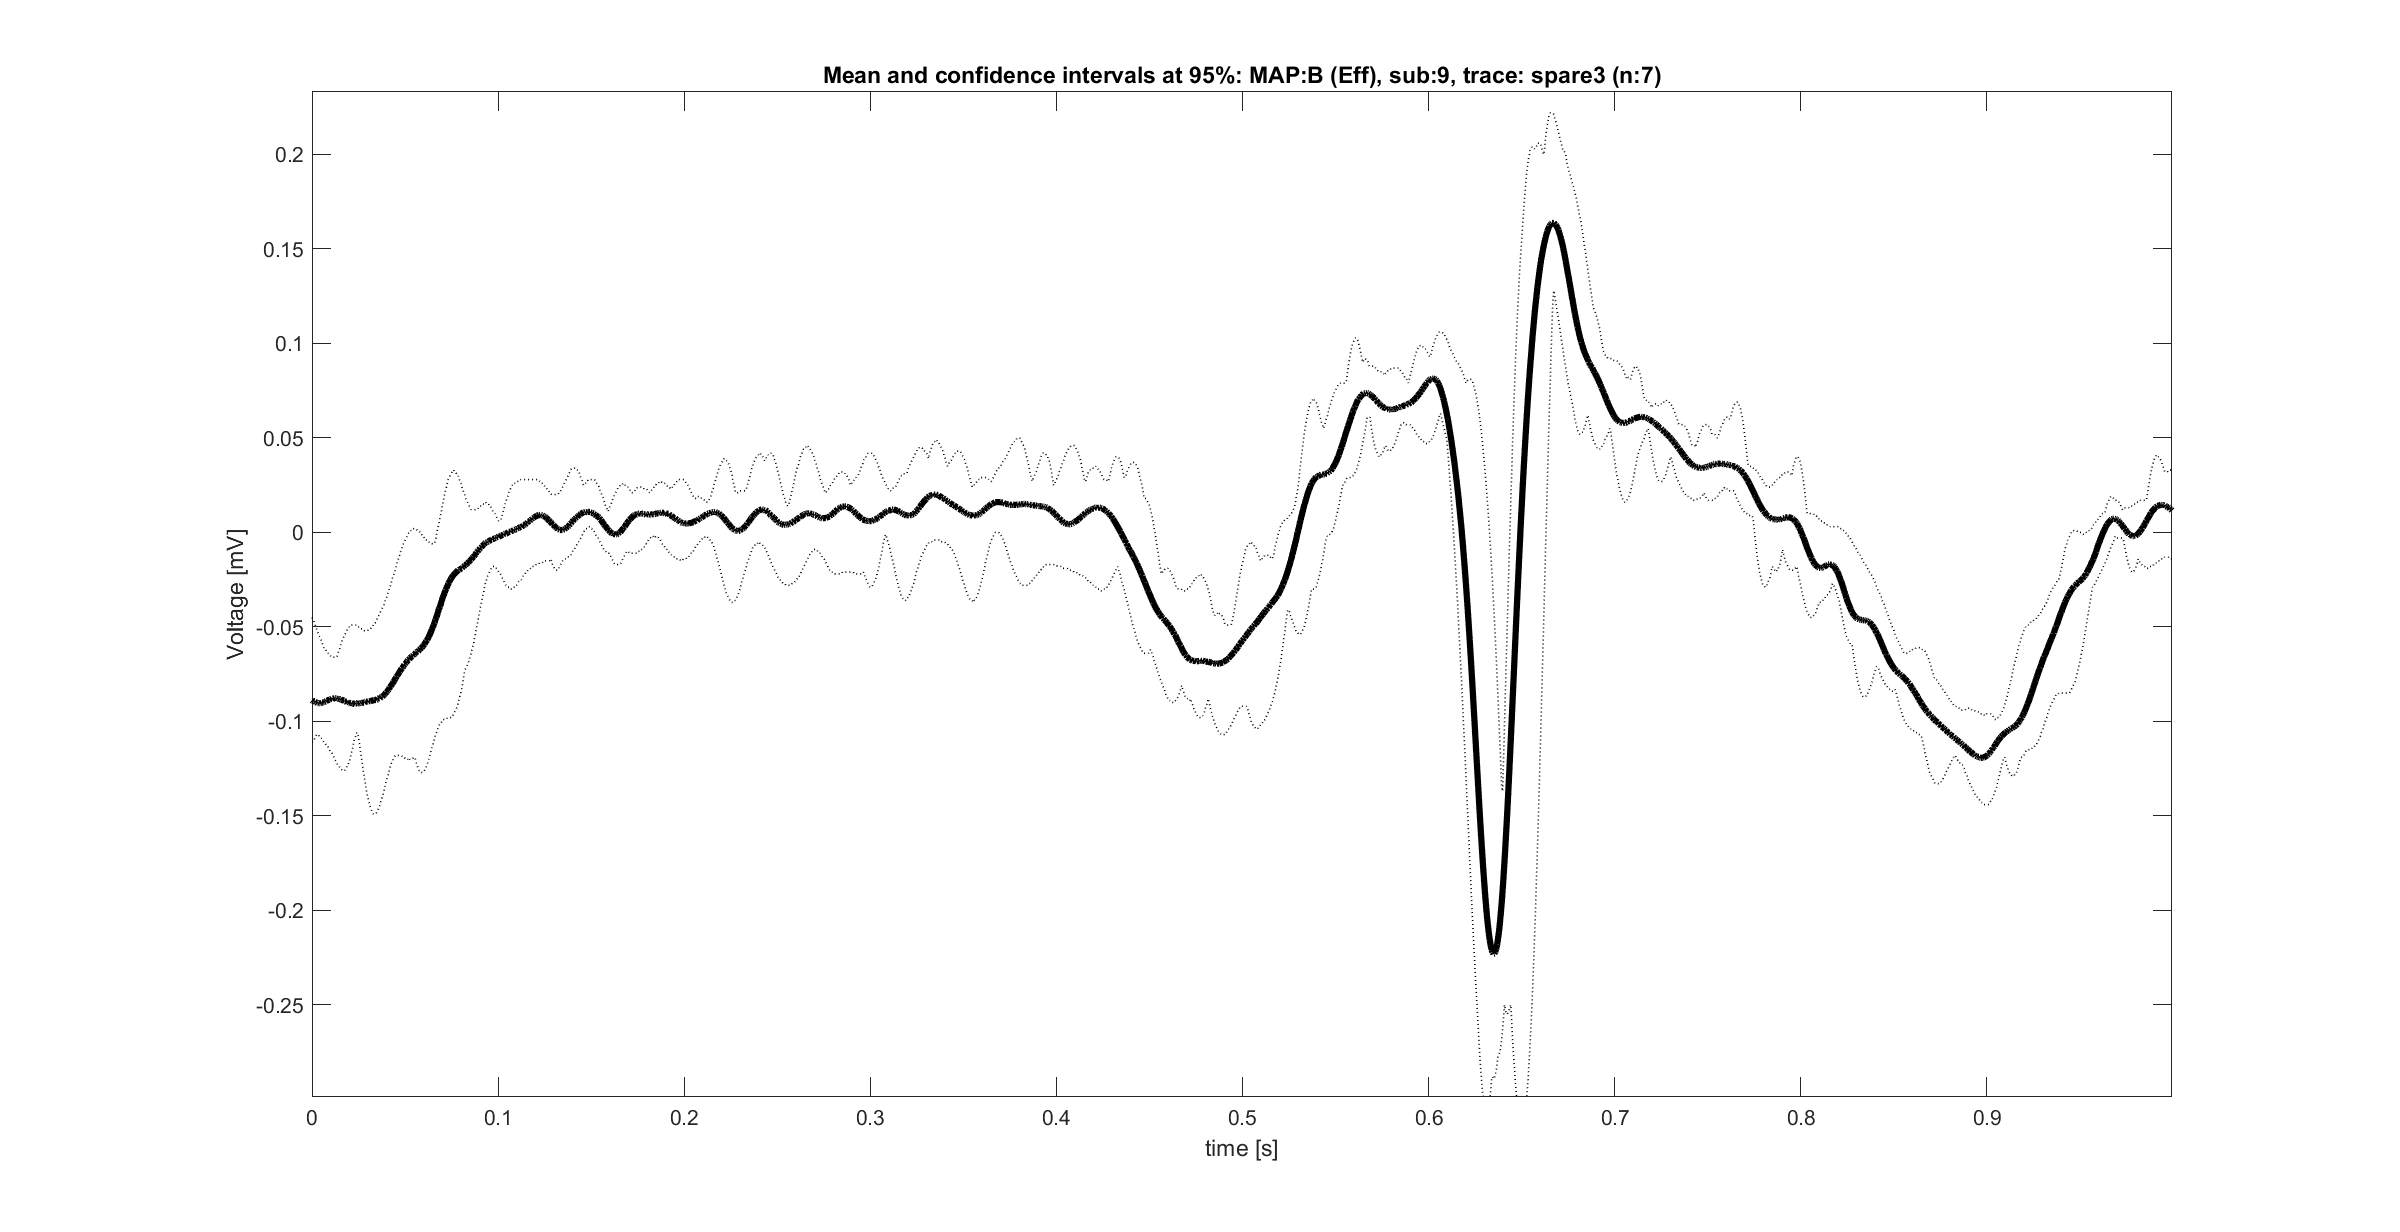 Mean and confidence intervals at 95%: MAP:B (Eff), sub:9, trace: spare3 (n:7)
0.2
0.15
0.1
0.05
0
-0.05
-0.1
-0.15
-0.2
-0.25
Voltage [mV]
0 0.1 0.2 0.3 0.4 0.5 0.6 0.7 0.8 0.9
time [s]